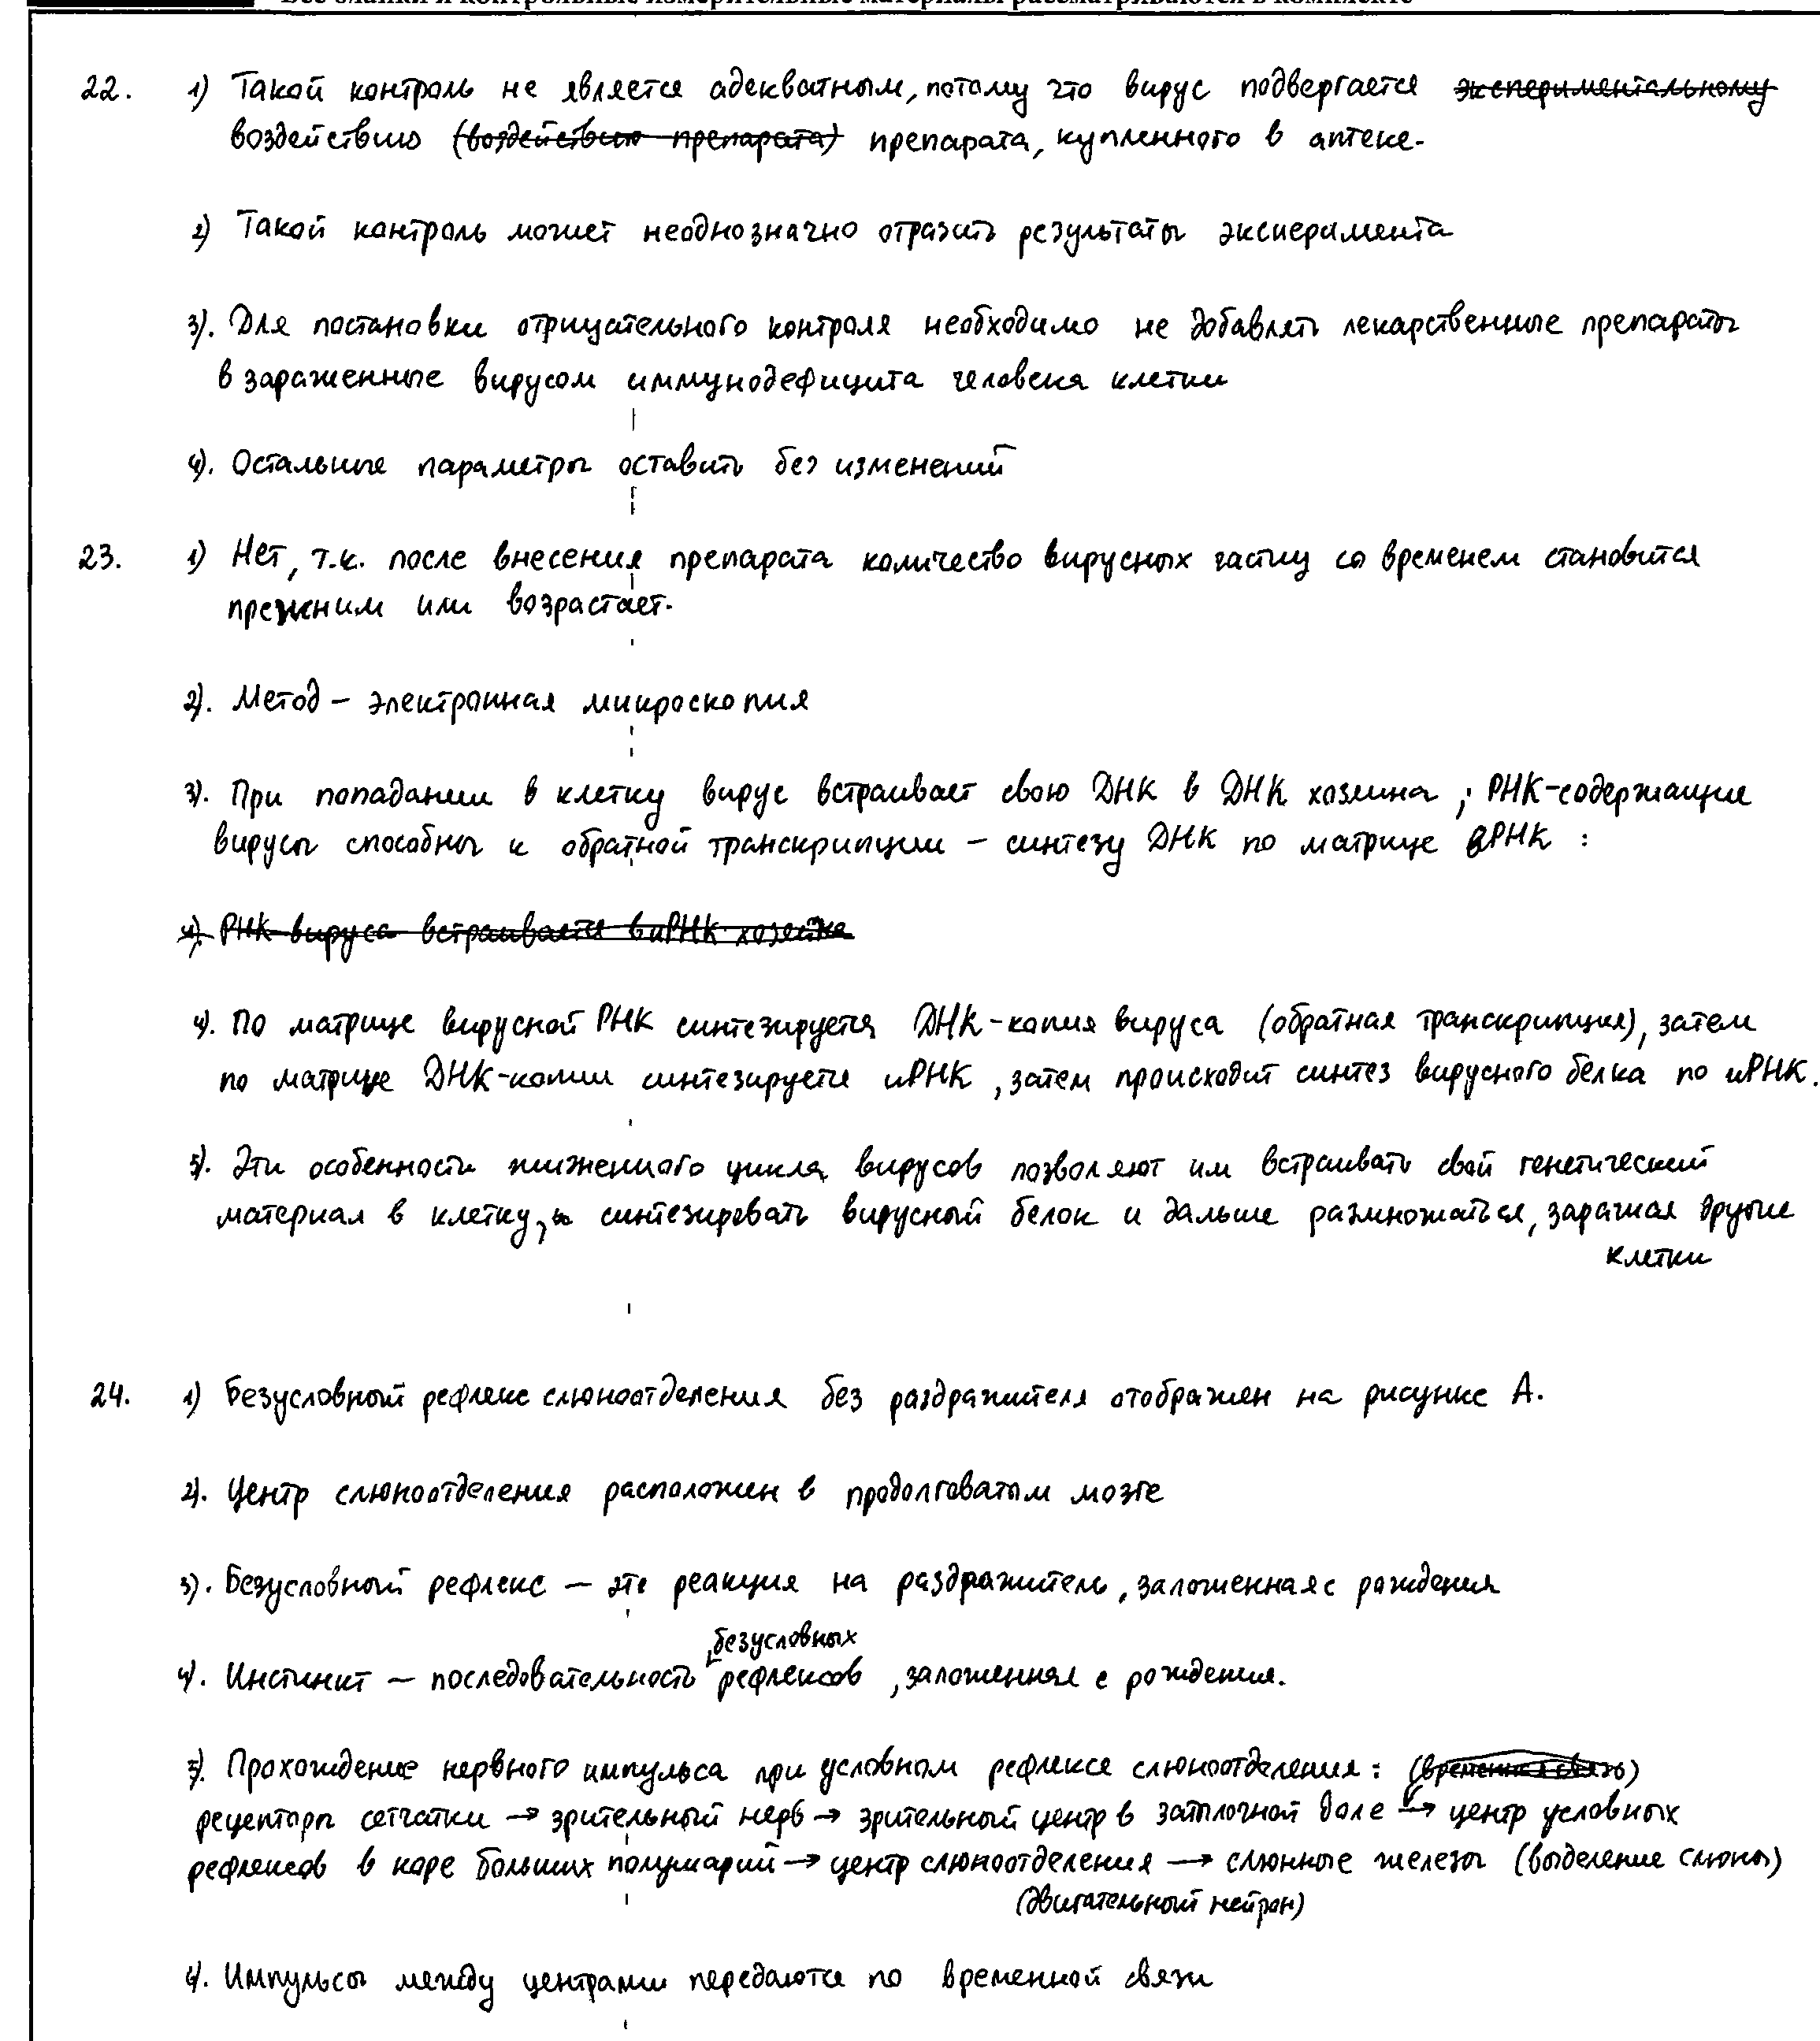 Все бланки и контрольные измерительные материалы рассматриваются в комплекте
22. 1) Такой контроль не является адекватным, потому что вирус подвергается экспериментальному
воздействию (воздействию препарата) препарата, купленного в аптеке.
2) Такой контроль может неоднозначно отразить результаты эксперимента
3). Для постановки отрицательного контроля необходимо не добавлять лекарственные препараты
в зараженные вирусом иммунодефицита человека клетки
4). Остальные параметры оставить без изменений
23. 1) Нет, т.к. после внесения препарата количество вирусных частиц со временем становится
прежним или возрастает.
2). Метод – электронная микроскопия
3). При попадании в клетку вирус встраивает свою ДНК в ДНК хозяина; РНК-содержащие
вирусы способны к обратной транскрипции – синтезу ДНК по матрице РНК :
4). РНК вируса встраивается в иРНК хозяина
4). По матрице вирусной РНК синтезируется ДНК-копия вируса (обратная транскрипция), затем
по матрице ДНК-копии синтезируется иРНК, затем происходит синтез вирусного белка по иРНК.
5). Эти особенности жизненного цикла вирусов позволяют им встраивать свой генетический
материал в клетку, синтезировать вирусный белок и дальше размножаться, заражая другие
клетки
24. 1) Безусловный рефлекс слюноотделения без раздражителя отображен на рисунке А.
2). Центр слюноотделения расположен в продолговатом мозге
3). Безусловный рефлекс – это реакция на раздражитель, заложенная с рождения
4). Инстинкт – последовательность безусловных рефлексов, заложенная с рождения.
5). Прохождение нервного импульса при условном рефлексе слюноотделения: (временная связь)
рецепторы сетчатки → зрительный нерв → зрительный центр в затылочной доле → центр условных
рефлексов в коре больших полушарий → центр слюноотделения → слюнные железы (выделение слюны)
(двигательный нейрон)
6). Импульсы между центрами передаются по временной связи